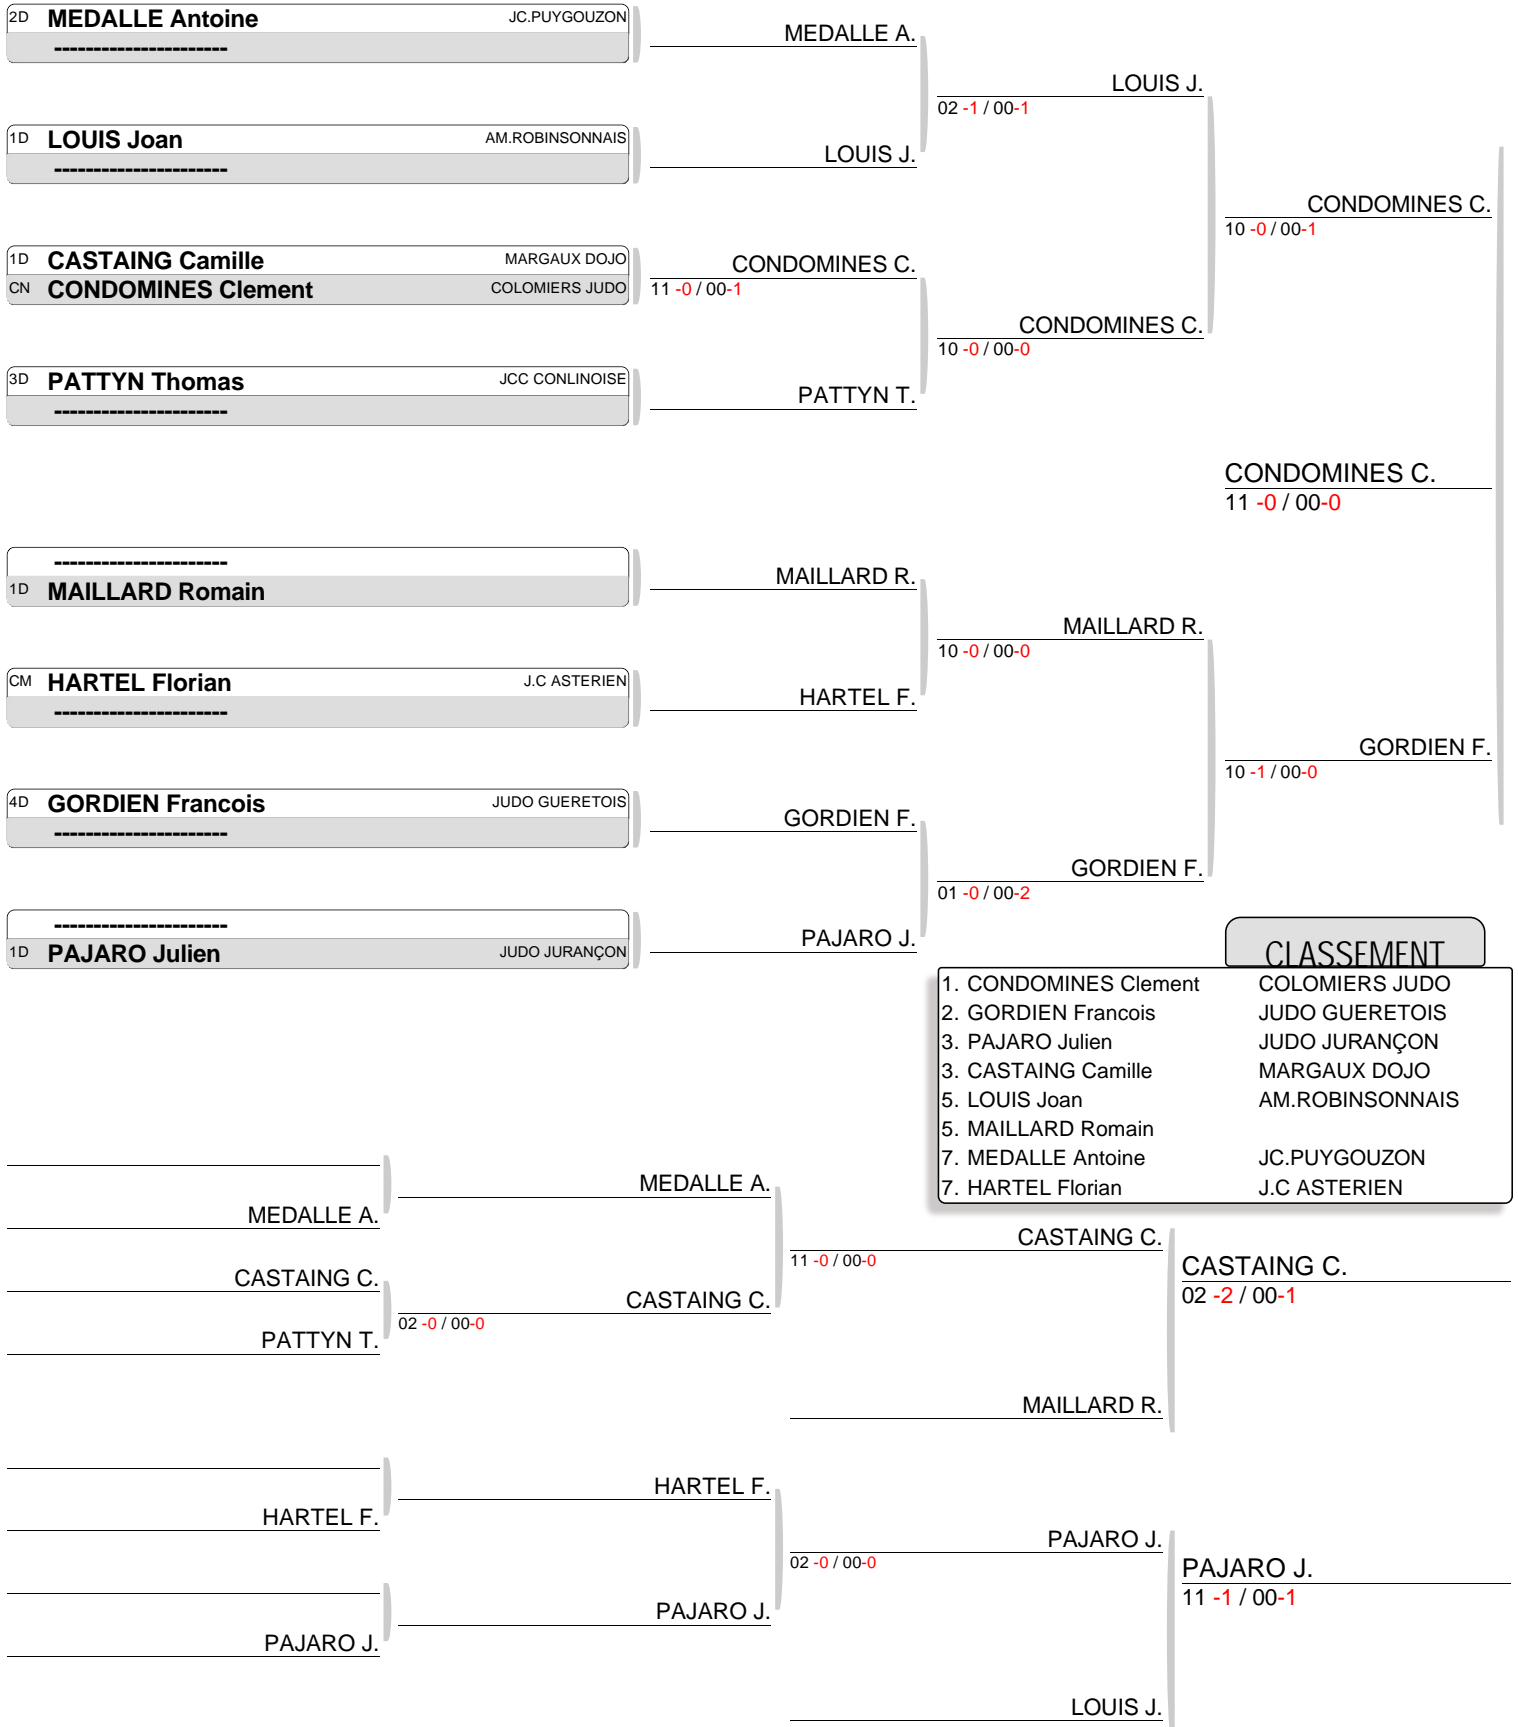 2D MEDALLE Antoine JC.PUYGOUZON
----------------------
MEDALLE A.
LOUIS J.
02 -1 / 00-1
1D LOUIS Joan AM.ROBINSONNAIS
----------------------
LOUIS J.
CONDOMINES C.
10 -0 / 00-1
1D CASTAING Camille MARGAUX DOJO
CN CONDOMINES Clement COLOMIERS JUDO
CONDOMINES C.
11 -0 / 00-1
CONDOMINES C.
10 -0 / 00-0
3D PATTYN Thomas JCC CONLINOISE
----------------------
PATTYN T.
CONDOMINES C.
11 -0 / 00-0
----------------------
1D MAILLARD Romain
MAILLARD R.
MAILLARD R.
10 -0 / 00-0
CM HARTEL Florian J.C ASTERIEN
----------------------
HARTEL F.
GORDIEN F.
10 -1 / 00-0
4D GORDIEN Francois JUDO GUERETOIS
----------------------
GORDIEN F.
GORDIEN F.
01 -0 / 00-2
----------------------
1D PAJARO Julien JUDO JURANÇON
PAJARO J.
CLASSEMENT
1. CONDOMINES Clement COLOMIERS JUDO
2. GORDIEN Francois JUDO GUERETOIS
3. PAJARO Julien JUDO JURANÇON
3. CASTAING Camille MARGAUX DOJO
5. LOUIS Joan AM.ROBINSONNAIS
5. MAILLARD Romain
7. MEDALLE Antoine JC.PUYGOUZON
7. HARTEL Florian J.C ASTERIEN
MEDALLE A.
MEDALLE A.
CASTAING C.
11 -0 / 00-0
CASTAING C.
02 -2 / 00-1
CASTAING C.
CASTAING C.
02 -0 / 00-0
PATTYN T.
MAILLARD R.
HARTEL F.
HARTEL F.
PAJARO J.
02 -0 / 00-0
PAJARO J.
11 -1 / 00-1
PAJARO J.
PAJARO J.
LOUIS J.